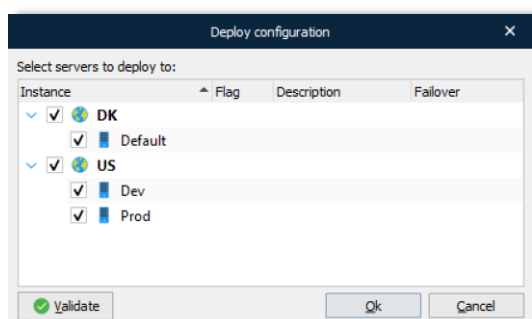 Deploy configuration
Select servers to deploy to:
Instance Flag Description Failover
DK
Default
US
Dev
Prod
Validate Ok Cancel